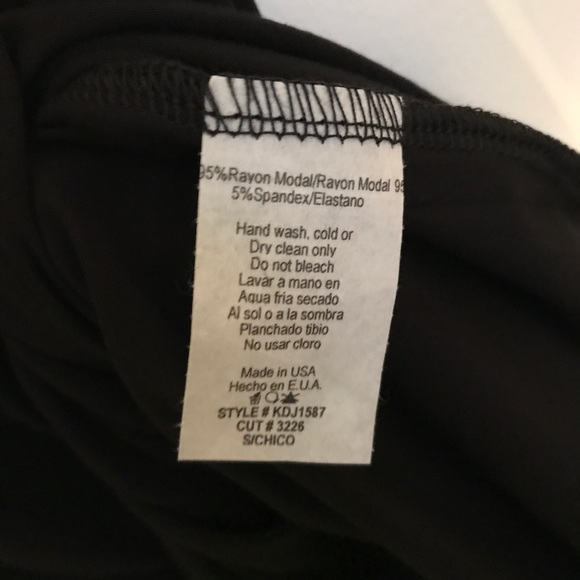 95%Rayon Modal/Rayon Modal 95
5%Spandex/Elastano
Hand wash, cold or
Dry clean only
Do not bleach
Lavar à mano en
Aqua fria secado
Al sol o a la sombra
Planchado tibio
No usar cloro
Made in USA
Hecho en E.U.A.
STYLE # KDJ1587
CUT # 3226
S/CHICO